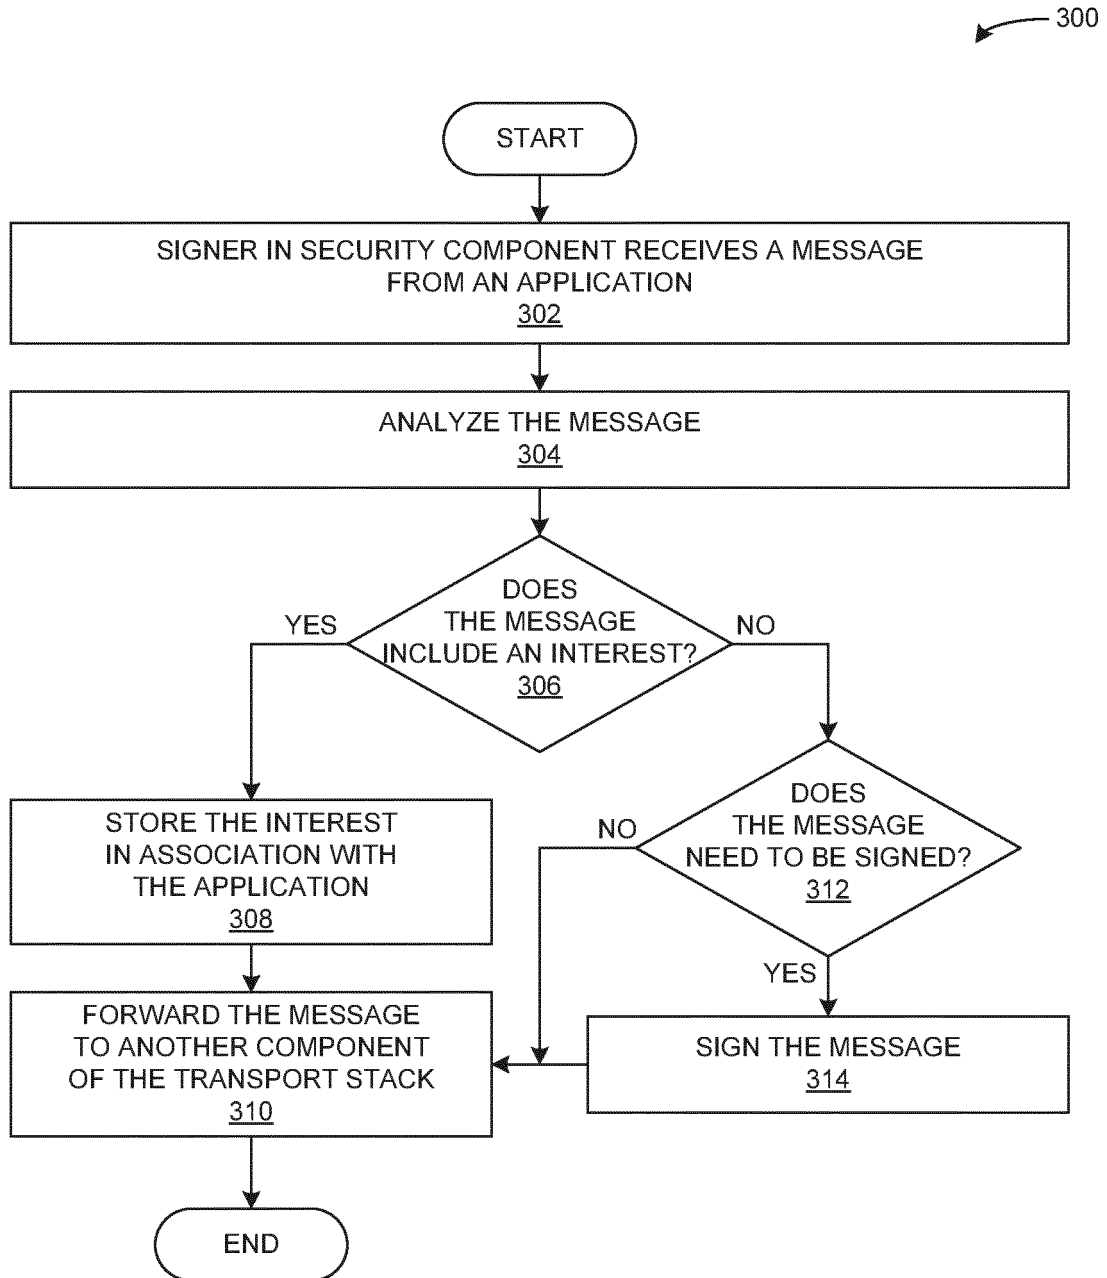 300
START
SIGNER IN SECURITY COMPONENT RECEIVES A MESSAGE
FROM AN APPLICATION
302
ANALYZE THE MESSAGE
304
DOES
THE MESSAGE
INCLUDE AN INTEREST?
306
YES
NO
STORE THE INTEREST
IN ASSOCIATION WITH
THE APPLICATION
308
DOES
THE MESSAGE
NEED TO BE SIGNED?
312
NO
YES
FORWARD THE MESSAGE
TO ANOTHER COMPONENT
OF THE TRANSPORT STACK
310
SIGN THE MESSAGE
314
END